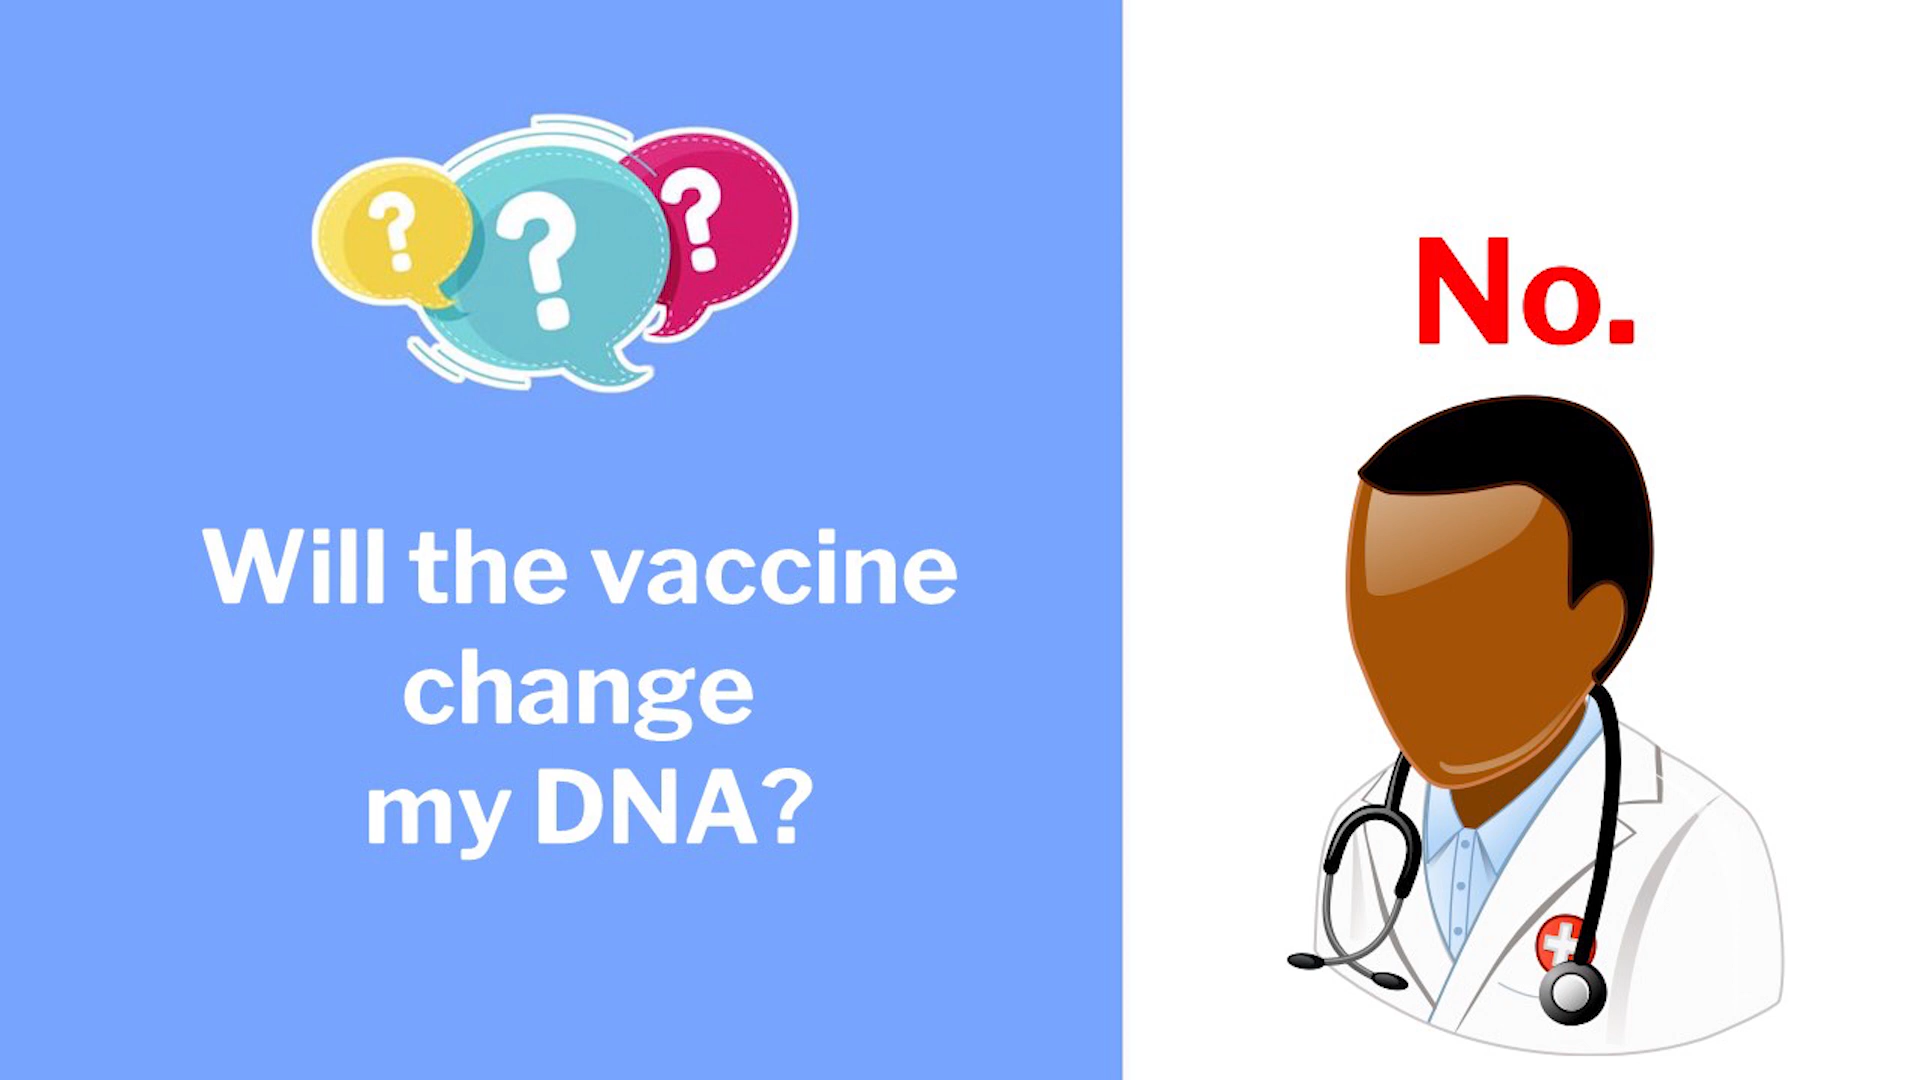 ? ? ?
Will the vaccine
change
my DNA?
No.